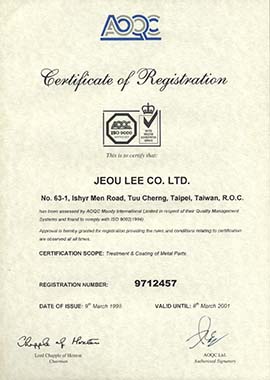 AOQC
Certificate of Registration
AOQC
ISO 9000
This is to certify that:
JEOU LEE CO. LTD.
No. 63-1, Ishyr Men Road, Tuu Cherng, Taipei, Taiwan, R.O.C.
has been assessed by AOQC Moody International Limited in respect of their Quality Management
Systems and found to comply with ISO 9002(1994)
Approval is hereby granted for registration providing the rules and conditions relating to certification
are observed at all times.
CERTIFICATION SCOPE: Treatment & Coating of Metal Parts
REGISTRATION NUMBER: 9712457
DATE OF ISSUE: 9th March 1998 VALID UNTIL: 8th March 2001
Chapple of Hoxton
Lord Chapple of Hoxton AOQC Ltd.
Chairman Authorised Signatory